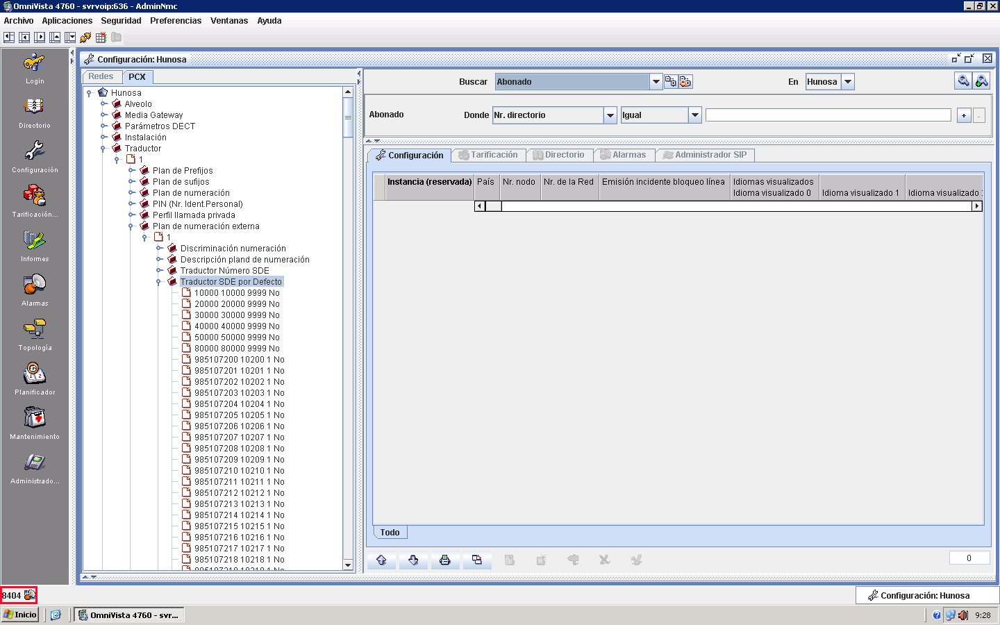 OmniVista 4760 - svrvoip:636 - AdminNmc
Archivo Aplicaciones Seguridad Preferencias Ventanas Ayuda
Login
Directorio
Configuración
Tarificación...
Informes
Alarmas
Topología
Planificador
Mantenimiento
Administrado...
8404
Configuración: Hunosa
Redes PCX
Hunosa
Alveolo
Media Gateway
Parámetros DECT
Instalación
Traductor
1
Plan de Prefijos
Plan de sufijos
Plan de numeración
PIN (Nr. Ident.Personal)
Perfil llamada privada
Plan de numeración externa
1
Discriminación numeración
Descripción pland de numeración
Traductor Número SDE
Traductor SDE por Defecto
10000 10000 9999 No
20000 20000 9999 No
30000 30000 9999 No
40000 40000 9999 No
50000 50000 9999 No
80000 80000 9999 No
985107200 10200 1 No
985107201 10201 1 No
985107202 10202 1 No
985107203 10203 1 No
985107204 10204 1 No
985107205 10205 1 No
985107206 10206 1 No
985107207 10207 1 No
985107208 10208 1 No
985107209 10209 1 No
985107210 10210 1 No
985107211 10211 1 No
985107212 10212 1 No
985107213 10213 1 No
985107214 10214 1 No
985107215 10215 1 No
985107216 10216 1 No
985107217 10217 1 No
985107218 10218 1 No
Buscar Abonado En Hunosa
Abonado Donde Nr. directorio Igual + -
Configuración Tarificación Directorio Alarmas Administrador SIP
Instancia (reservada) País Nr. nodo Nr. de la Red Emisión incidente bloqueo línea Idiomas visualizados
Idioma visualizado 0 Idioma visualizado 1 Idioma visualizado
Todo
0
Configuración: Hunosa
Inicio OmniVista 4760 - svr... 9:28